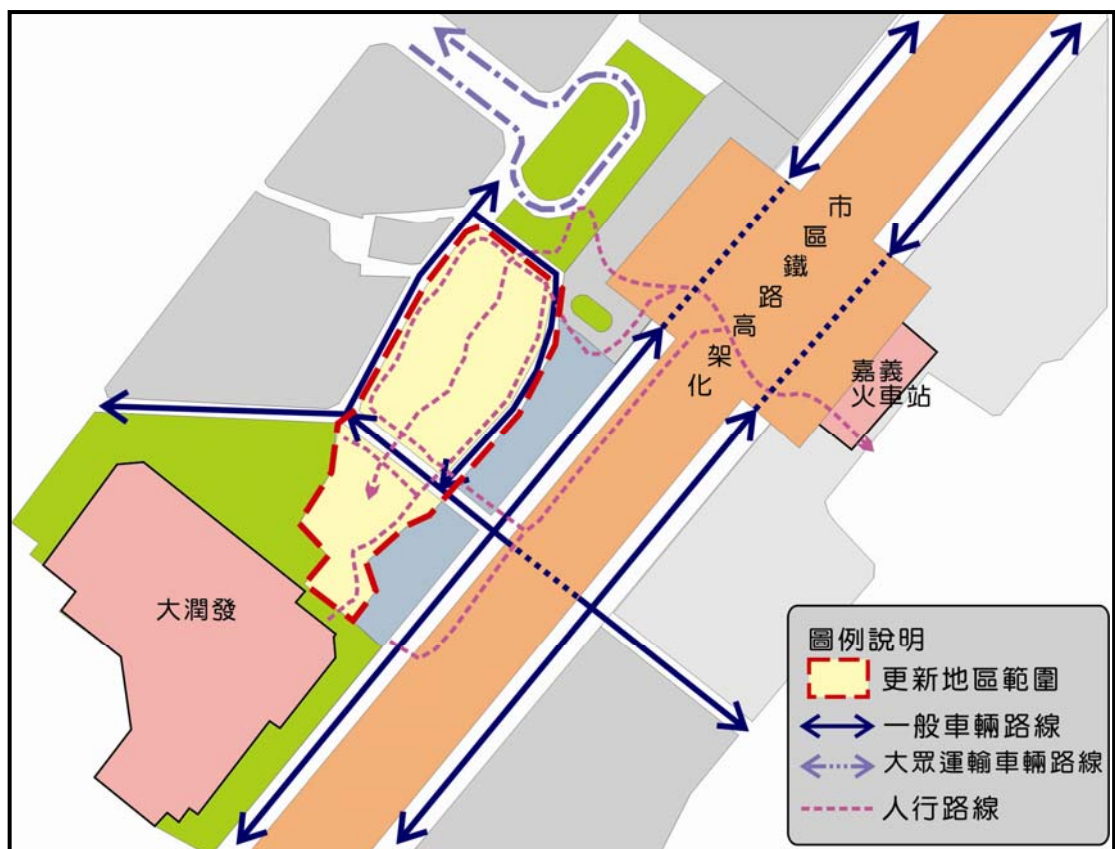 市區鐵路高架化
嘉義
火車站
大潤發
圖例說明
更新地區範圍
一般車輛路線
大眾運輸車輛路線
人行路線